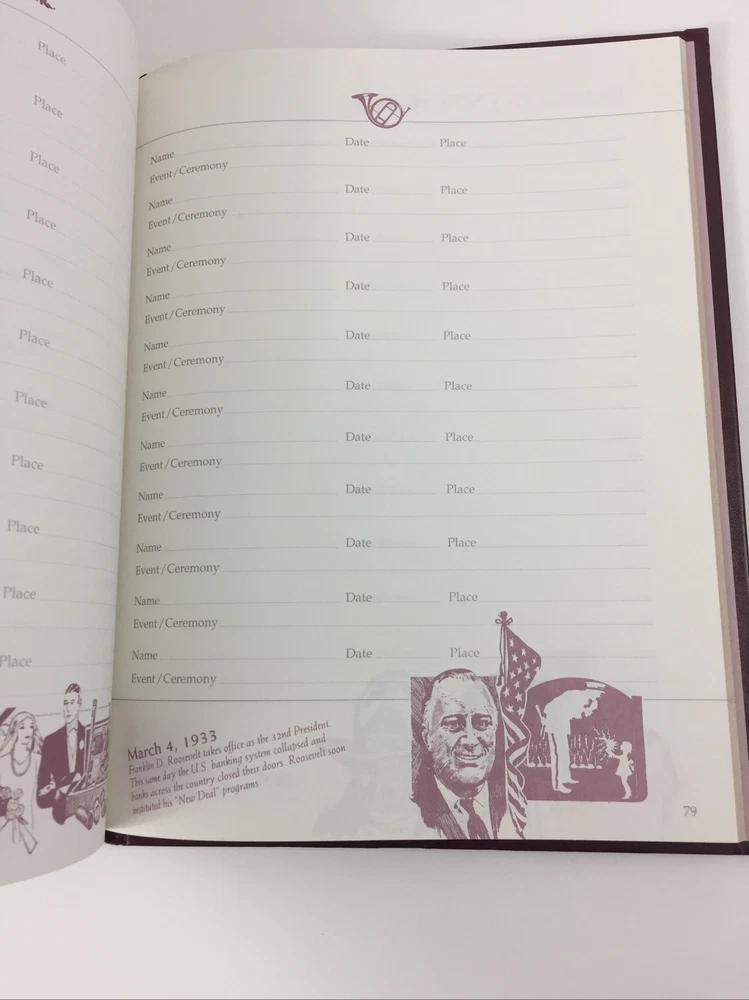 Place
Place
Place
Place
Place
Place
Place
Place
Place
Place
Place
Name Date Place
Event/Ceremony
Name Date Place
Event/Ceremony
Name Date Place
Event/Ceremony
Name Date Place
Event/Ceremony
Name Date Place
Event/Ceremony
Name Date Place
Event/Ceremony
Name Date Place
Event/Ceremony
Name Date Place
Event/Ceremony
Name Date Place
Event/Ceremony
Name Date Place
Event/Ceremony
Name Date Place
Event/Ceremony
March 4, 1933
Franklin D. Roosevelt takes office as the 32nd President.
This same day the U.S. banking system collapsed and
banks across the country closed their doors. Roosevelt soon
instituted his "New Deal" programs.
79